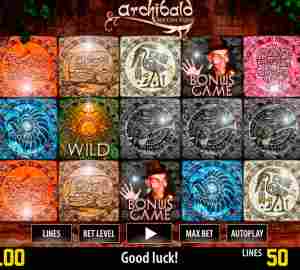 archibald
BONUS
GAME
WILD
BONUS
GAME
LINES
BET LEVEL
MAX BET
AUTOPLAY
.00
Good luck!
LINES
50